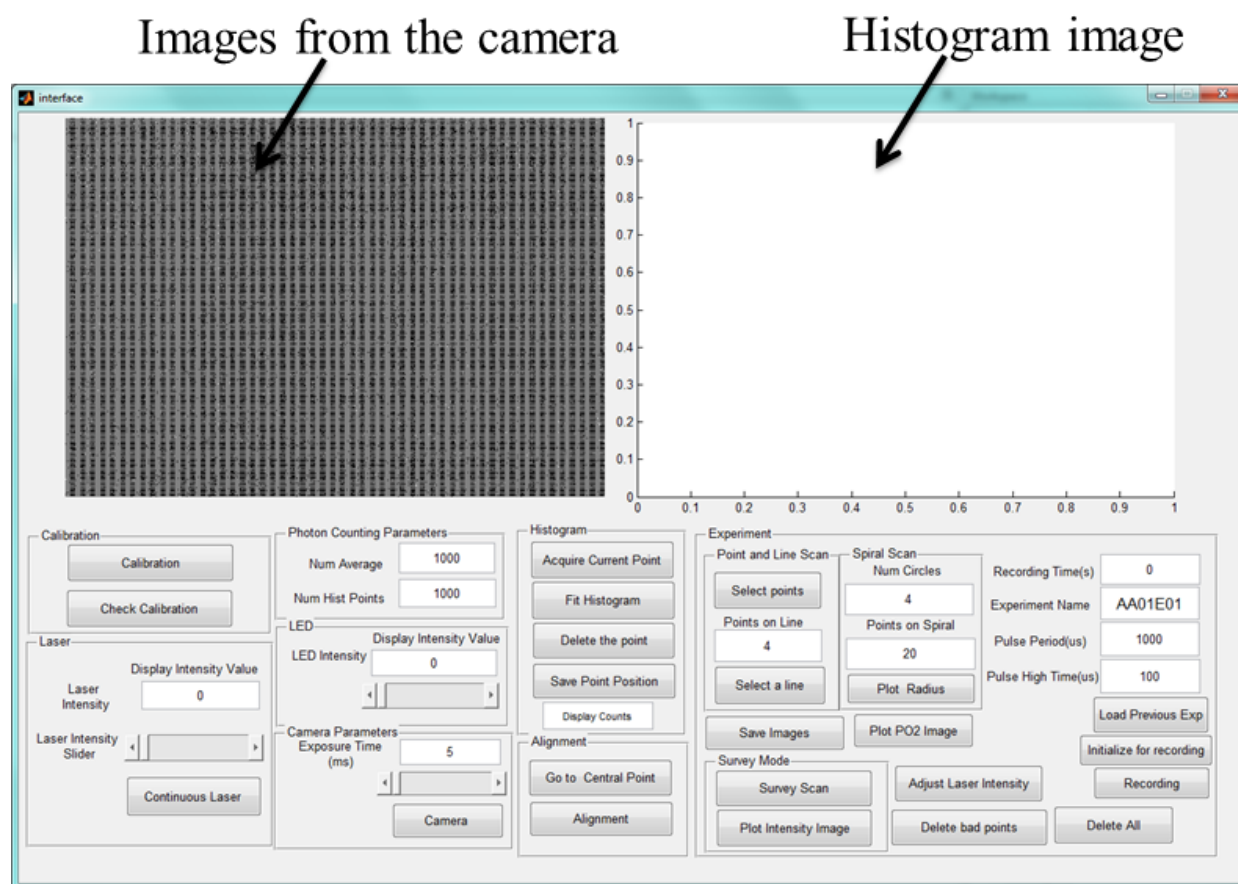 Images from the camera
Histogram image
interface
1
0.9
0.8
0.7
0.6
0.5
0.4
0.3
0.2
0.1
0
0 0.1 0.2 0.3 0.4 0.5 0.6 0.7 0.8 0.9 1
Calibration
Calibration
Check Calibration
Laser
Display Intensity Value
Laser
Intensity
0
Laser Intensity
Slider
Continuous Laser
Photon Counting Parameters
Num Average 1000
Num Hist Points 1000
LED
Display Intensity Value
LED Intensity 0
Camera Parameters
Exposure Time
(ms)
5
Camera
Histogram
Acquire Current Point
Fit Histogram
Delete the point
Save Point Position
Display Counts
Alignment
Go to Central Point
Alignment
Experiment
Point and Line Scan
Select points
Points on Line
4
Select a line
Spiral Scan
Num Circles
4
Points on Spiral
20
Plot Radius
Recording Time(s) 0
Experiment Name AA01E01
Pulse Period(us) 1000
Pulse High Time(us) 100
Load Previous Exp
Save Images
Plot PO2 Image
Initialize for recording
Survey Mode
Survey Scan
Plot Intensity Image
Adjust Laser Intensity
Recording
Delete bad points
Delete All